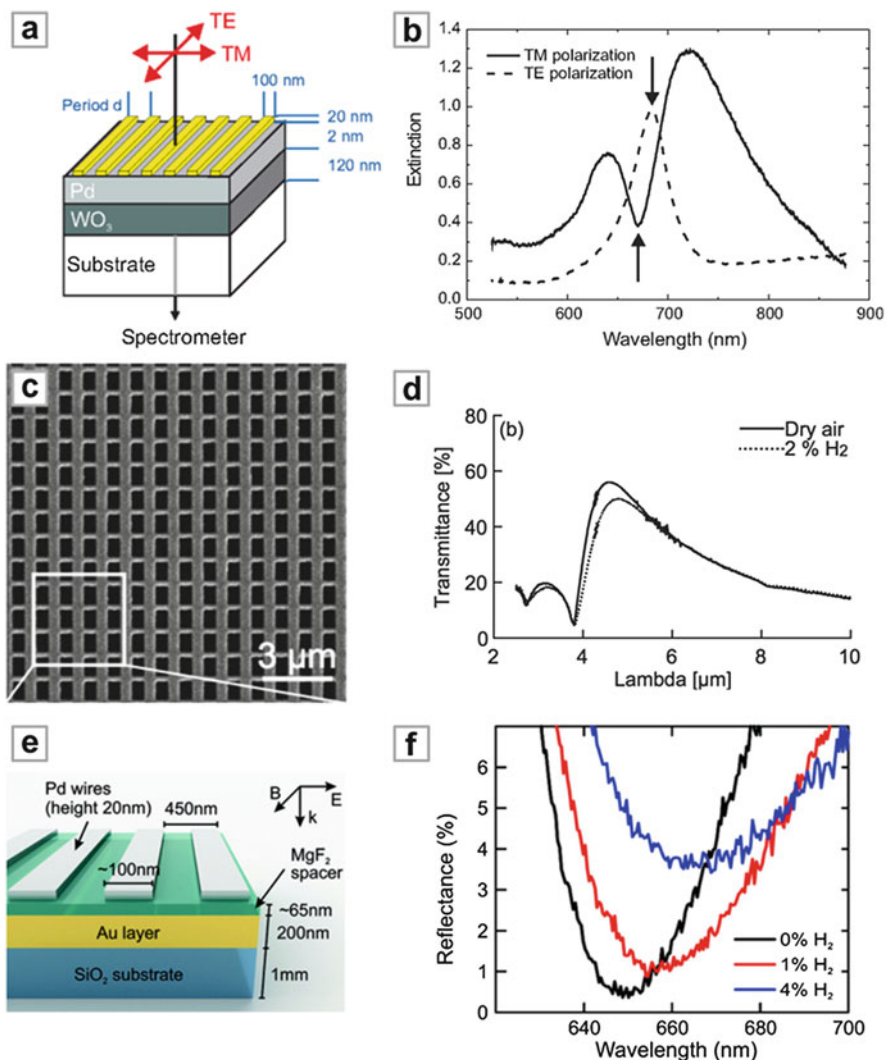 a
TE
TM
100 nm
Period d
20 nm
2 nm
120 nm
Pd
WO₃
Substrate
Spectrometer
b
TM polarization
TE polarization
Extinction
1.4
1.2
1.0
0.8
0.6
0.4
0.2
0.0
500 600 700 800 900
Wavelength (nm)
c
3 µm
d
(b)
Dry air
2 % H2
Transmittance [%]
80
60
40
20
0
2 4 6 8 10
Lambda [µm]
e
Pd wires
(height 20nm)
450nm
B
E
k
MgF₂
spacer
~100nm
~65nm
Au layer
200nm
SiO₂ substrate
1mm
f
Reflectance (%)
6
5
4
3
2
1
0
0% H₂
1% H₂
4% H₂
640 660 680 700
Wavelength (nm)